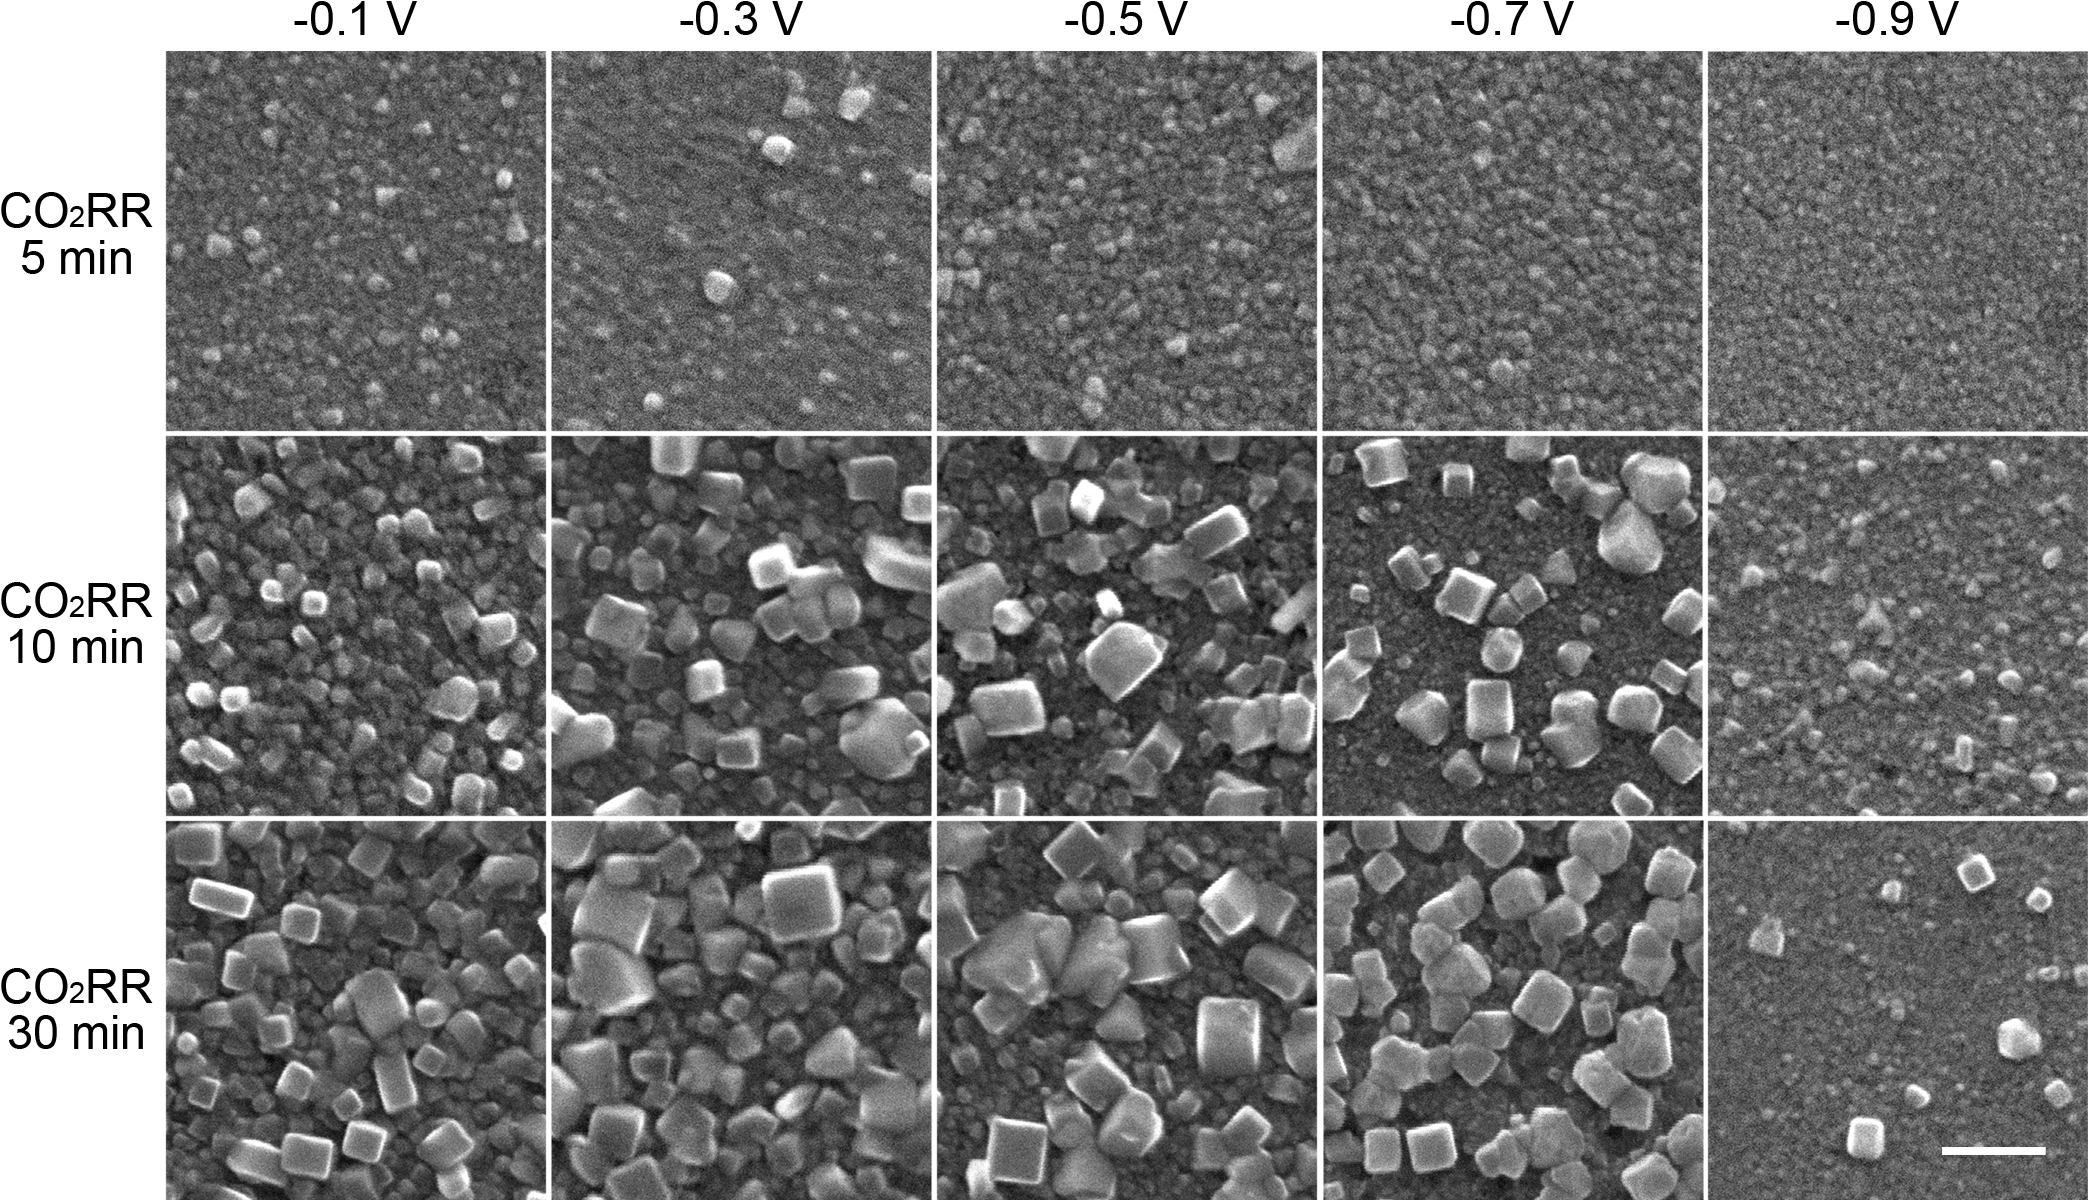 -0.1 V -0.3 V -0.5 V -0.7 V -0.9 V
CO2RR
5 min
CO2RR
10 min
CO2RR
30 min